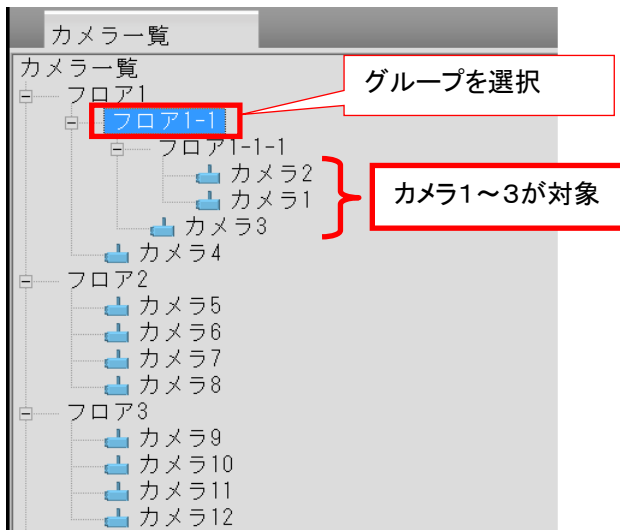 カメラ一覧
カメラ一覧
グループを選択
フロア1
フロア1-1
フロア1-1-1
カメラ2
カメラ1
カメラ1～3が対象
カメラ3
カメラ4
フロア2
カメラ5
カメラ6
カメラ7
カメラ8
フロア3
カメラ9
カメラ10
カメラ11
カメラ12